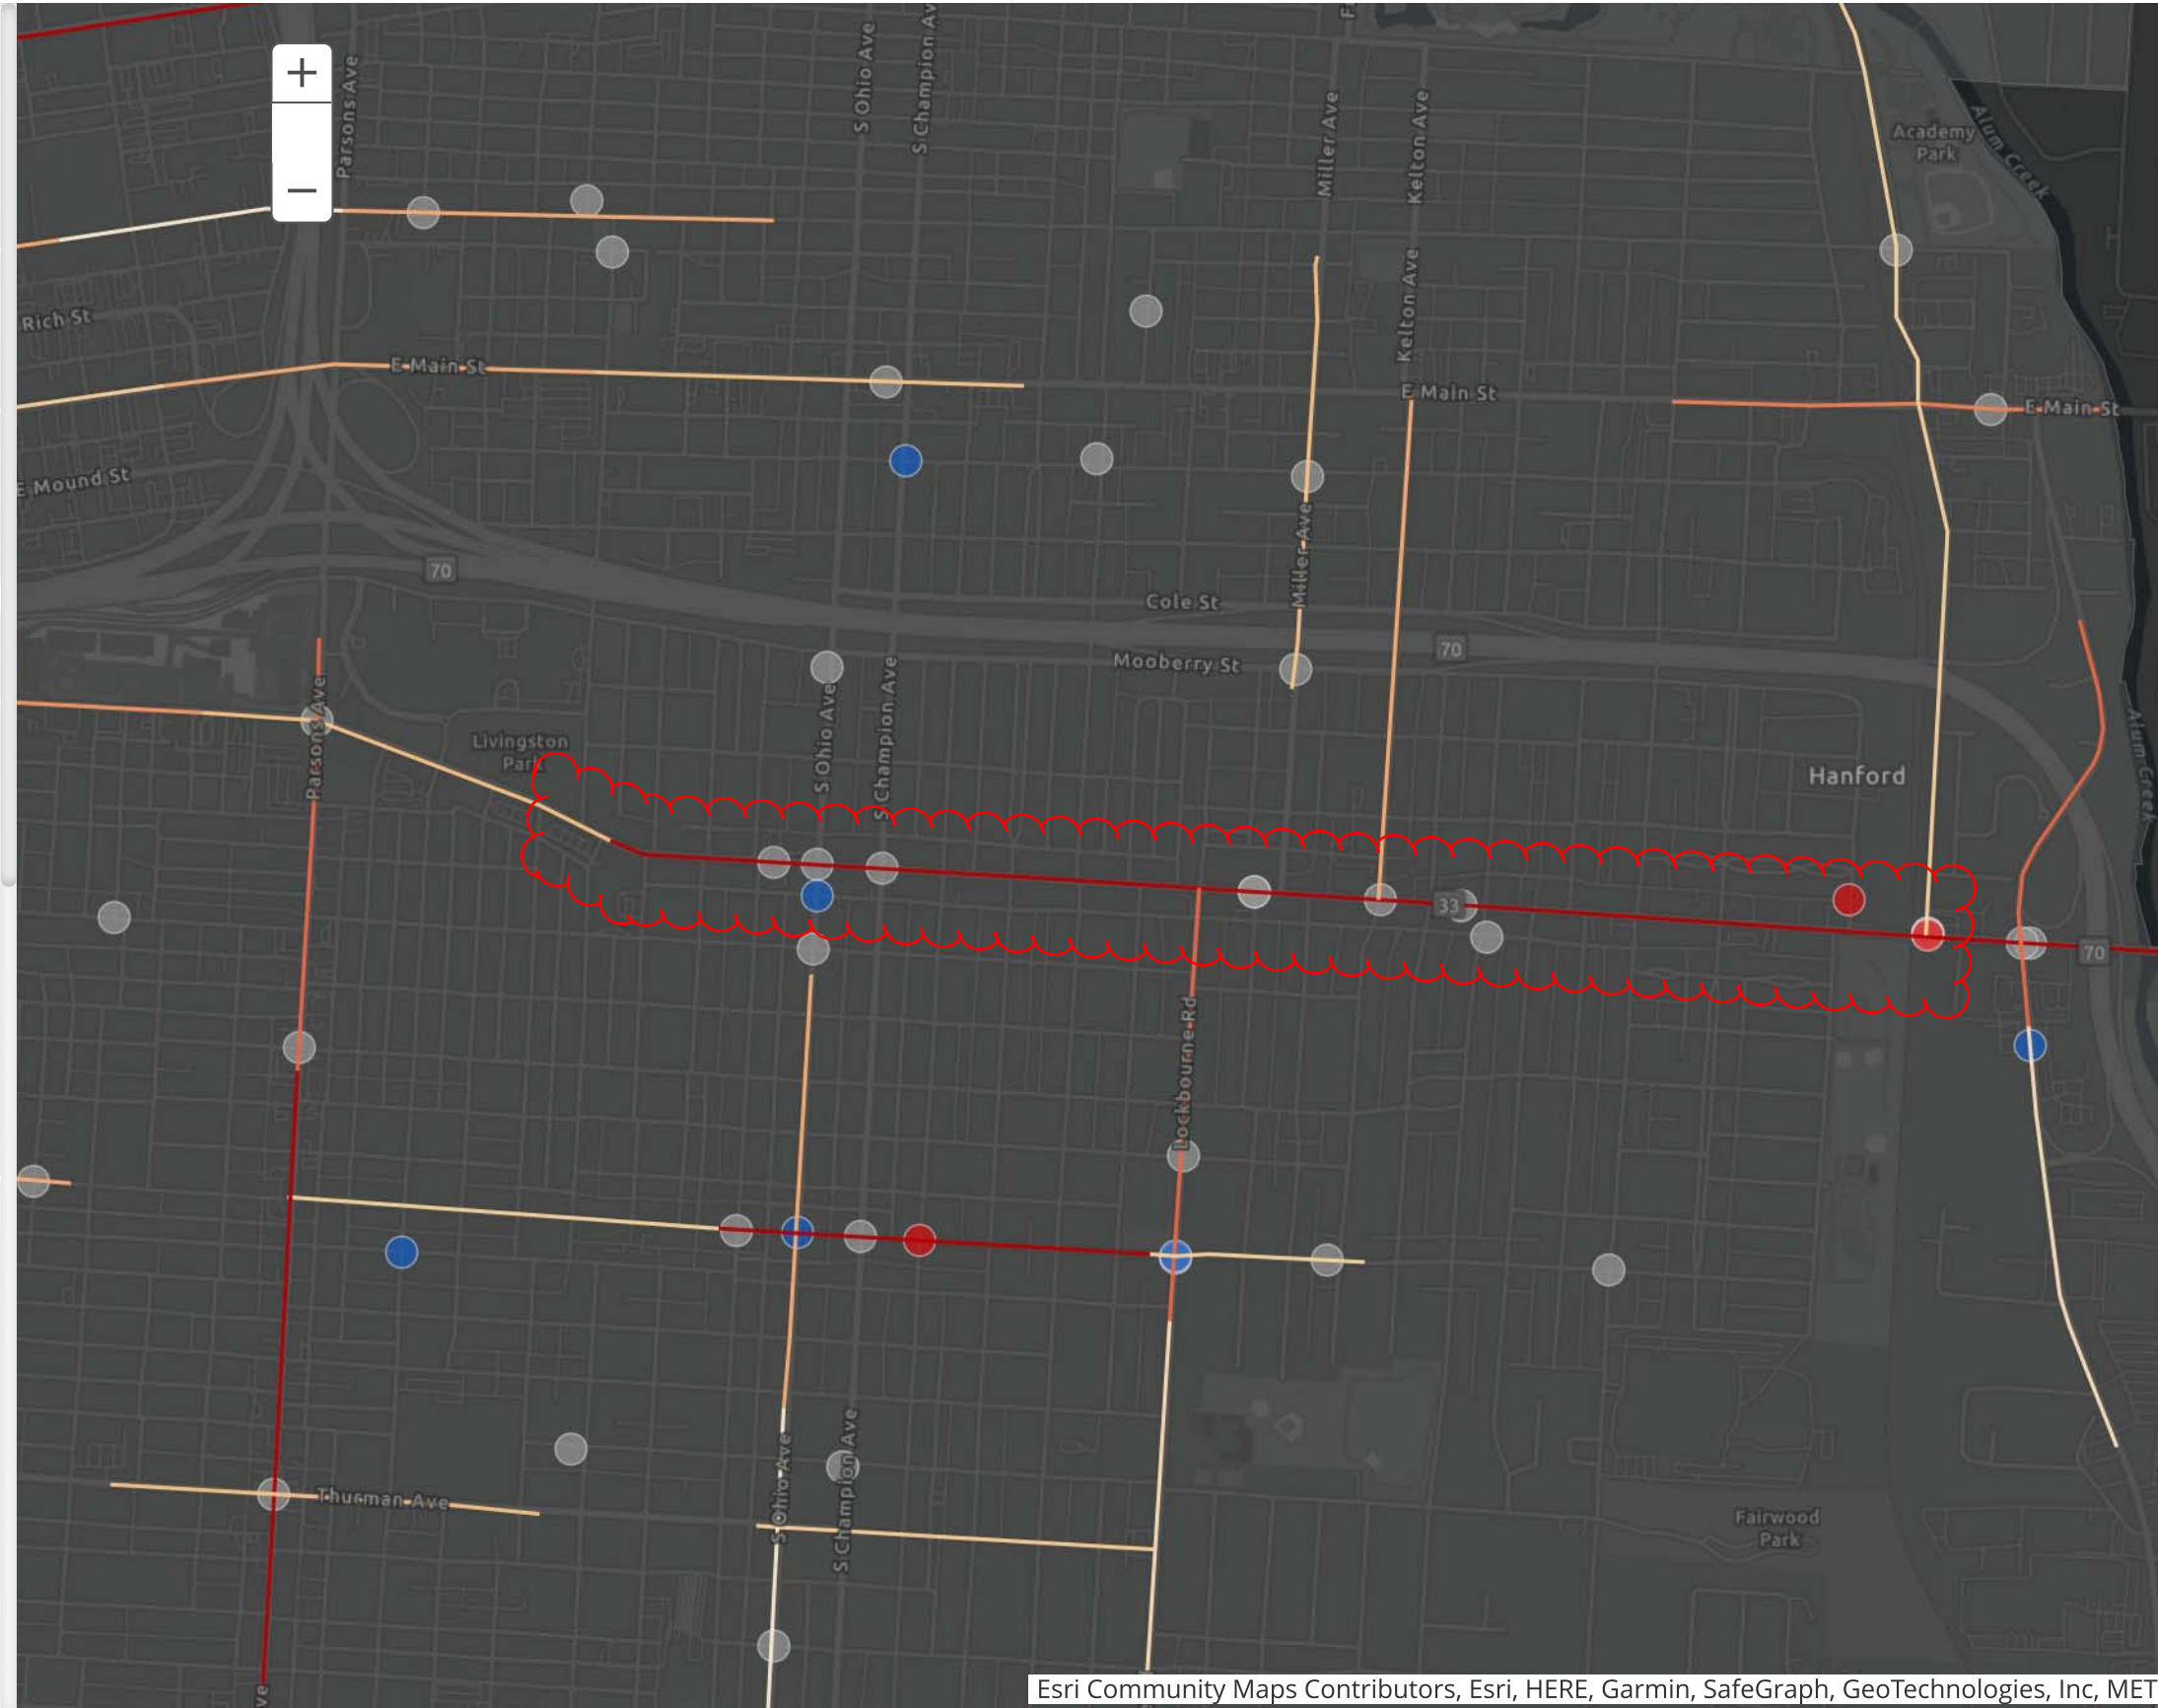 +
−
Parsons Ave
S Ohio Ave
S Champion Av
Miller Ave
Kelton Ave
Academy
Park
Alum Creek
Rich St
Kelton Ave
E Main St
E Main St
E Main St
E Mound St
70
Miller Ave
Cole St
70
Mooberry St
Parsons Ave
S Ohio Ave
S Champion Ave
Livingston
Park
Hanford
Alum Creek
33
70
Lockbourne Rd
Thurman Ave
S Ohio Ave
S Champion Ave
Fairwood
Park
ve
Esri Community Maps Contributors, Esri, HERE, Garmin, SafeGraph, GeoTechnologies, Inc, MET